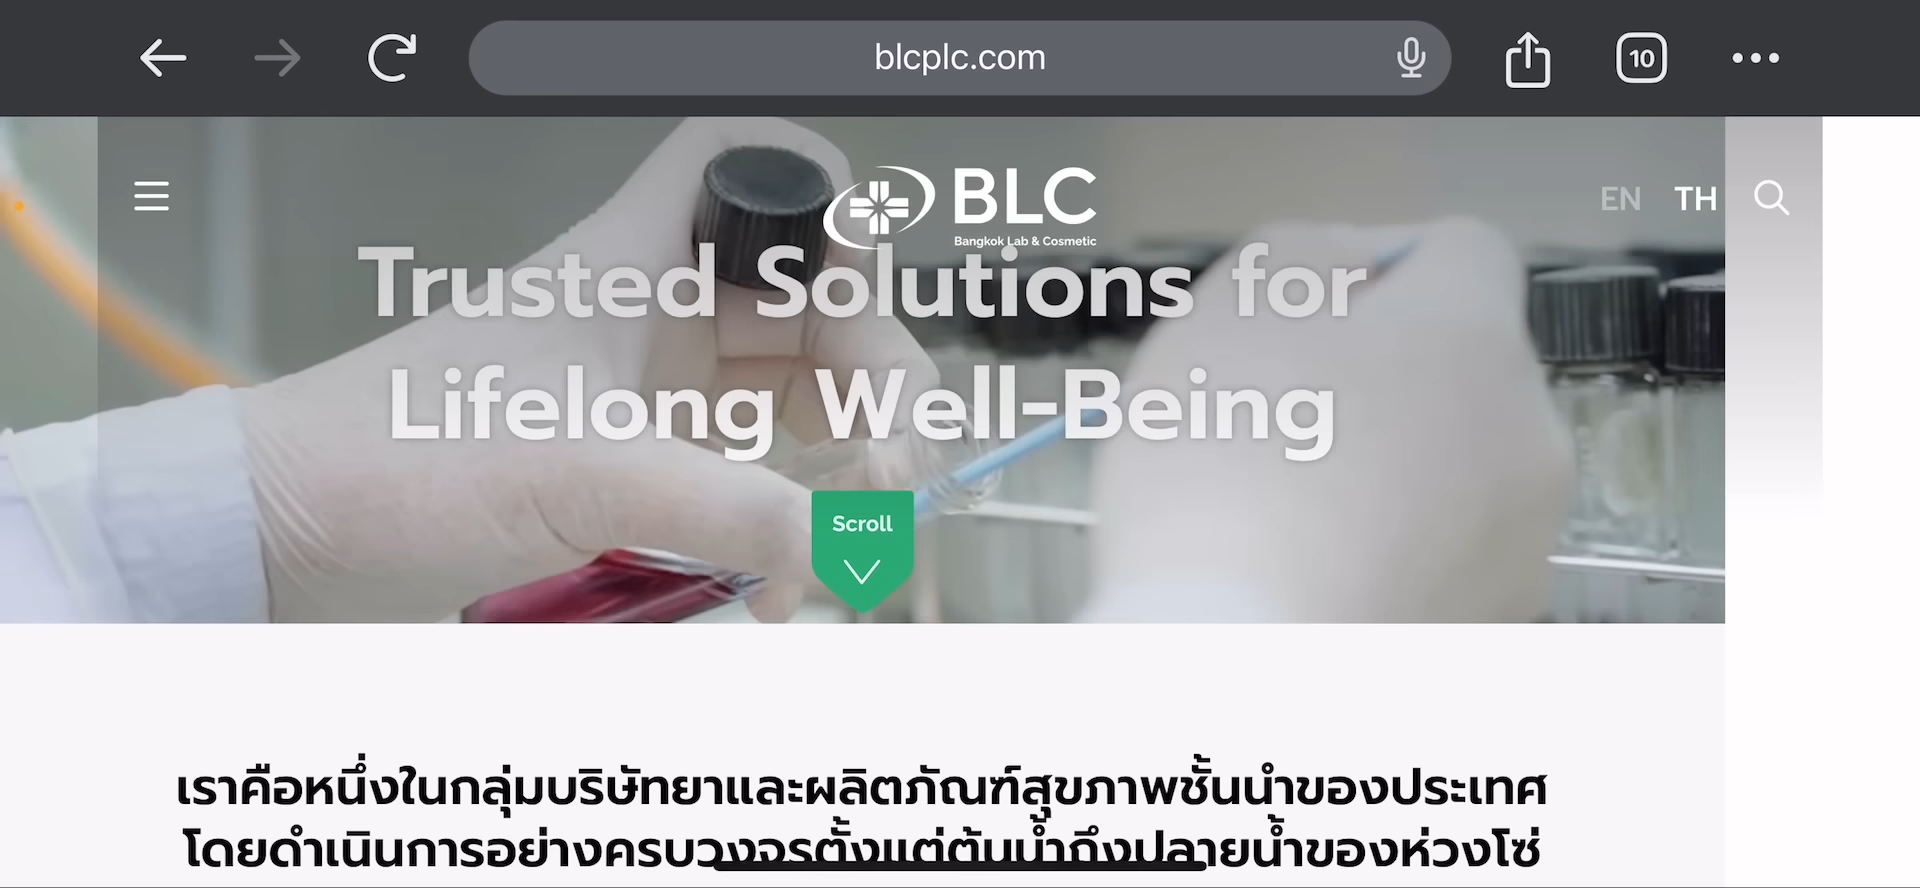 blcplc.com
10
BLC
Bangkok Lab & Cosmetic
EN TH
Trusted Solutions for
Lifelong Well-Being
Scroll
เราคือหนึ่งในกลุ่มบริษัทยาและผลิตภัณฑ์สุขภาพชั้นนำของประเทศ
โดยดำเนินการอย่างครบวงจรตั้งแต่ต้นน้ำถึงปลายน้ำของห่วงโซ่